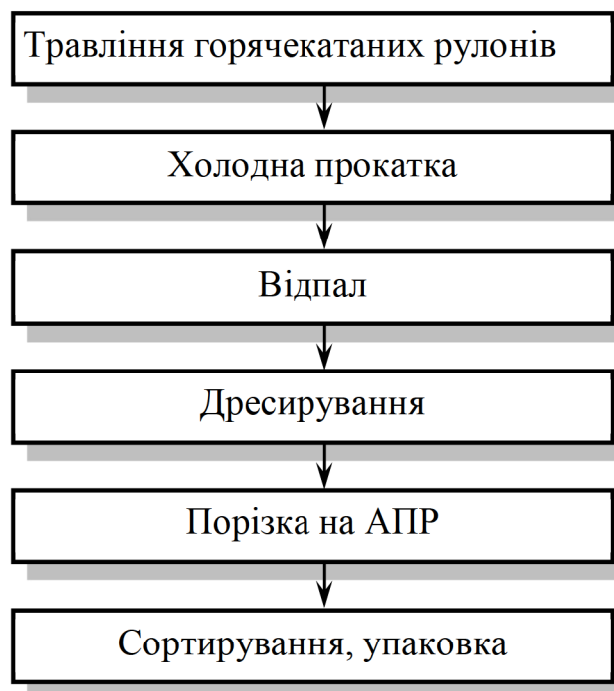 Травління горячекатаних рулонів
Холодна прокатка
Відпал
Дресирування
Порізка на АПР
Сортирування, упаковка